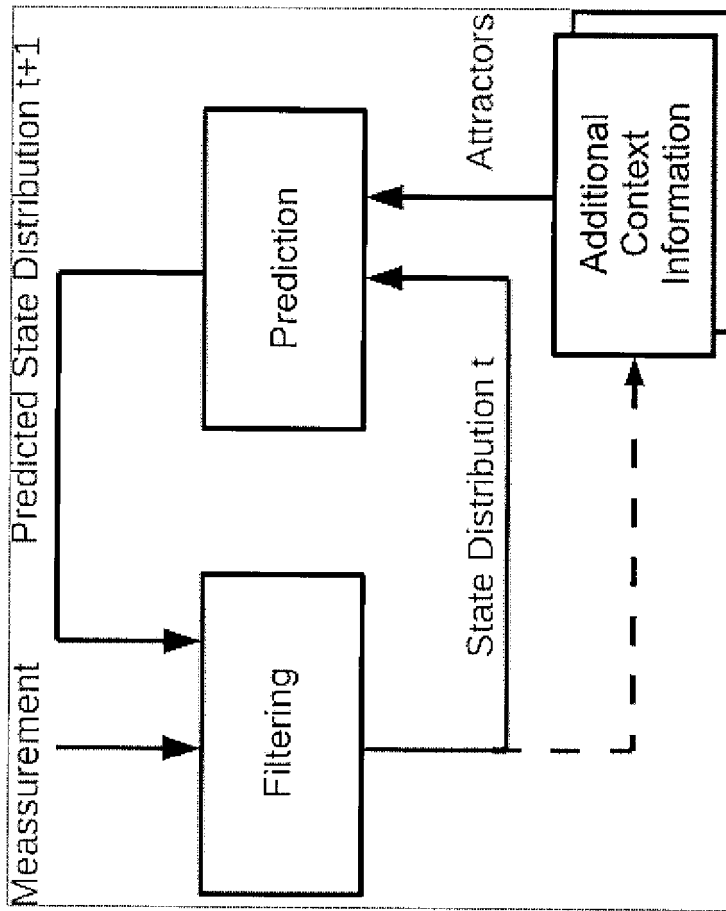 Meassurement
Predicted State Distribution t+1
Filtering
Prediction
State Distribution t
Attractors
Additional
Context
Information